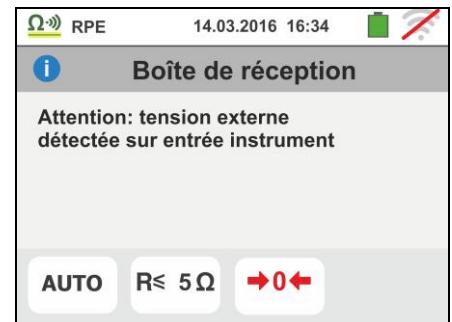 Ω RPE 14.03.2016 16:34
i Boîte de réception
Attention: tension externe
détectée sur entrée instrument
AUTO R≤ 5Ω →0←